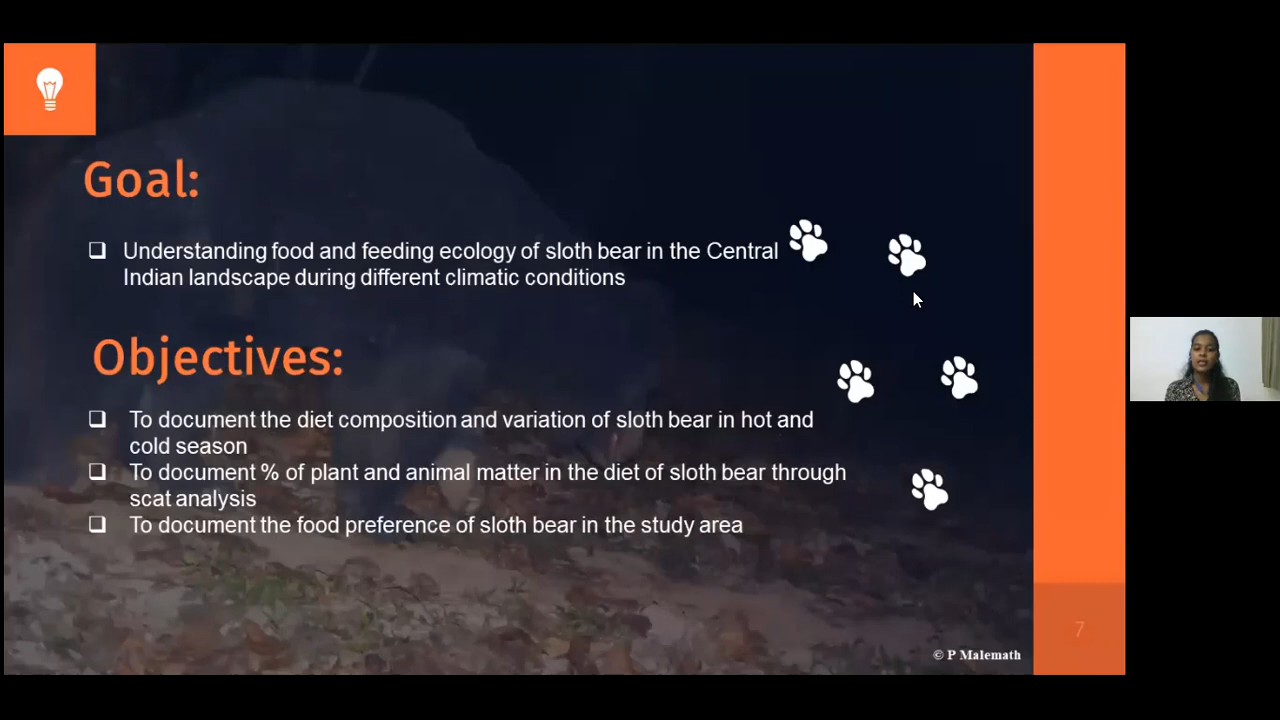 Goal:
❑ Understanding food and feeding ecology of sloth bear in the Central
Indian landscape during different climatic conditions
Objectives:
❑ To document the diet composition and variation of sloth bear in hot and
cold season
❑ To document % of plant and animal matter in the diet of sloth bear through
scat analysis
❑ To document the food preference of sloth bear in the study area
7
© P Malemath